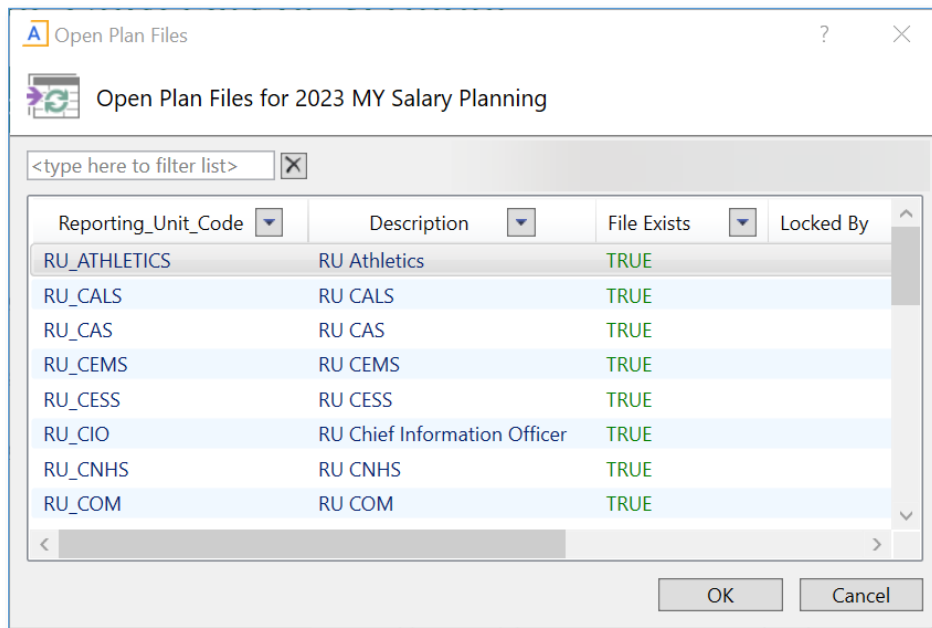 A Open Plan Files ?
Open Plan Files for 2023 MY Salary Planning
<type here to filter list>
Reporting_Unit_Code Description File Exists Locked By
RU_ATHLETICS RU Athletics TRUE
RU_CALS RU CALS TRUE
RU_CAS RU CAS TRUE
RU_CEMS RU CEMS TRUE
RU_CESS RU CESS TRUE
RU_CIO RU Chief Information Officer TRUE
RU_CNHS RU CNHS TRUE
RU_COM RU COM TRUE
OK Cancel